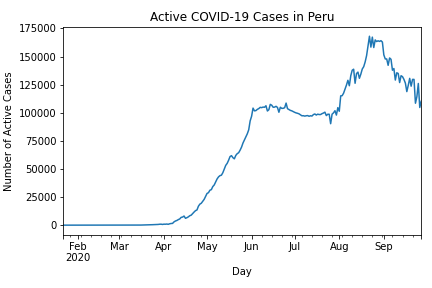 Active COVID-19 Cases in Peru
Number of Active Cases
175000
150000
125000
100000
75000
50000
25000
0
Feb Mar Apr May Jun Jul Aug Sep
2020
Day